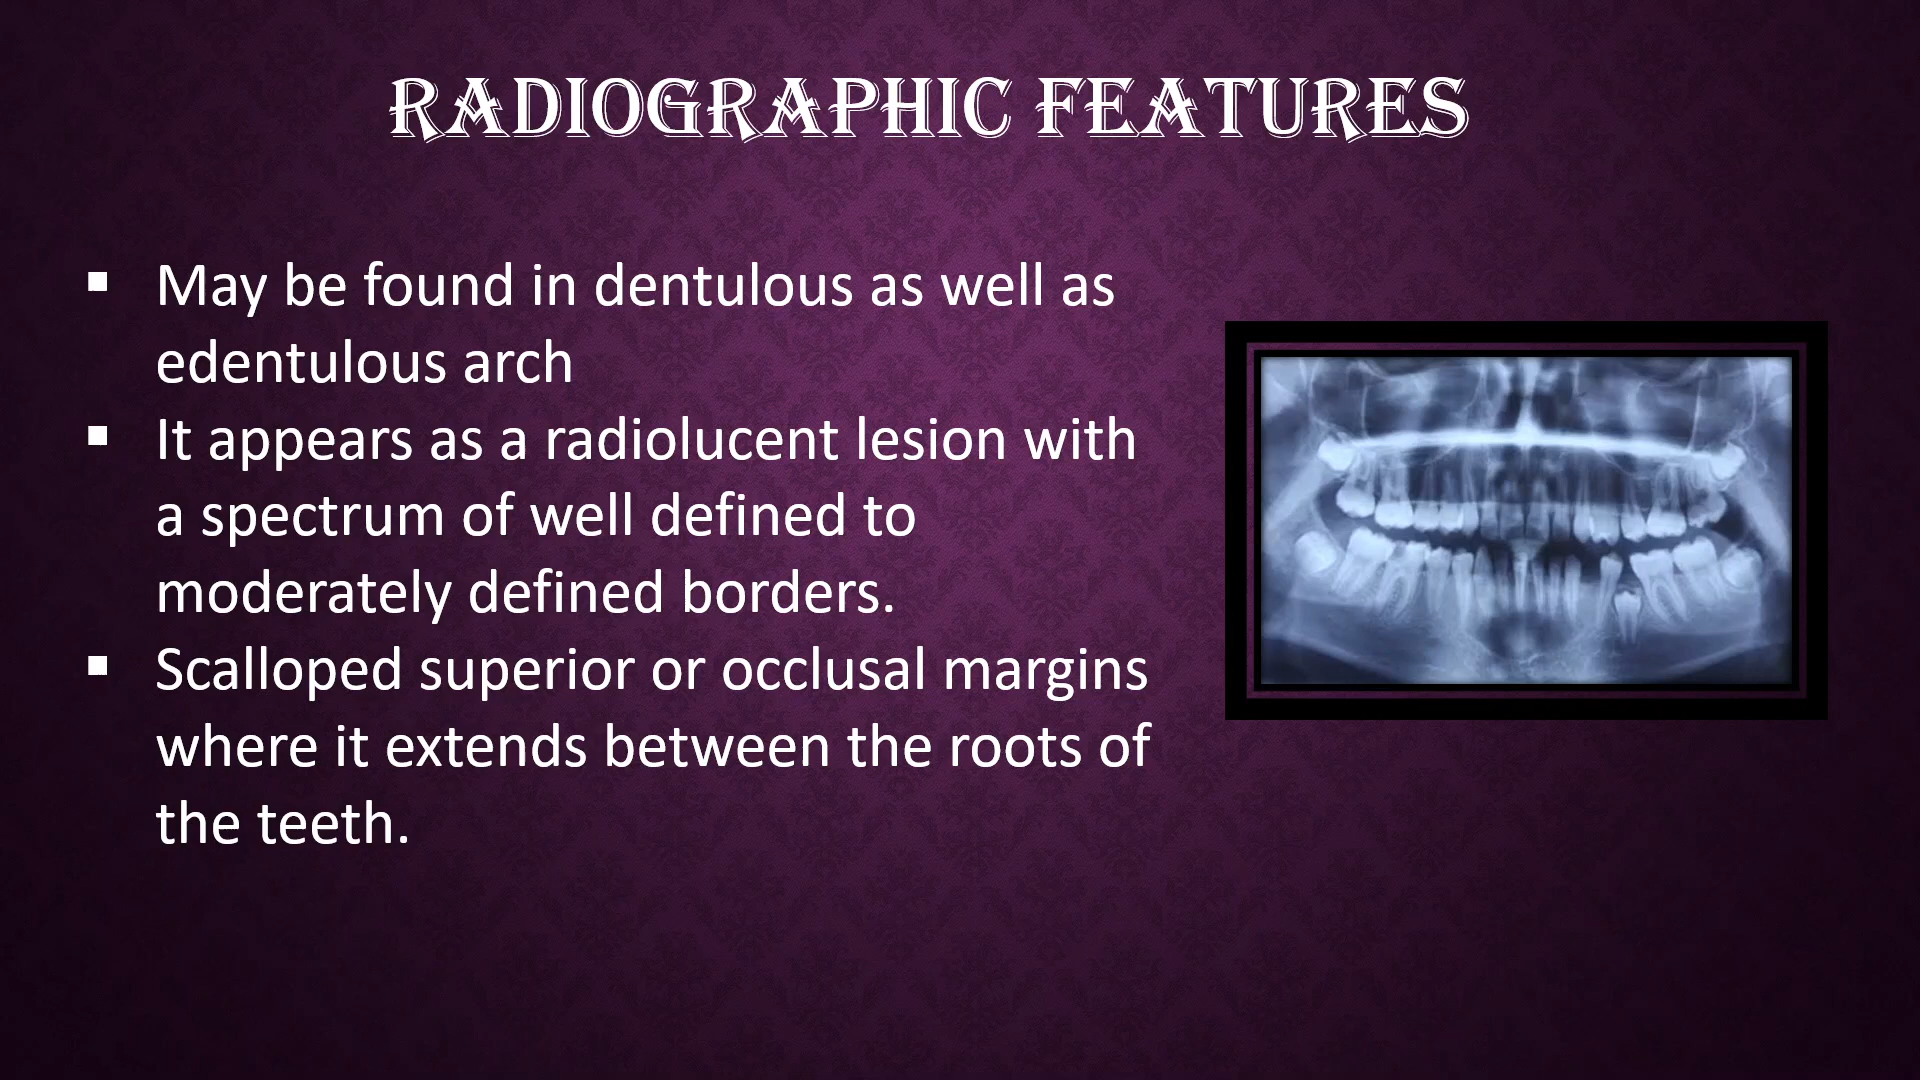 RADIOGRAPHIC FEATURES
▪ May be found in dentulous as well as
edentulous arch
▪ It appears as a radiolucent lesion with
a spectrum of well defined to
moderately defined borders.
▪ Scalloped superior or occlusal margins
where it extends between the roots of
the teeth.